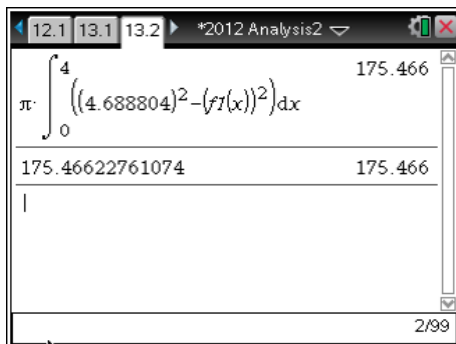 12.1 13.1 13.2 *2012 Analysis2
π·∫₀⁴((4.688804)²−(f1(x))²)dx 175.466
175.46622761074 175.466
2/99